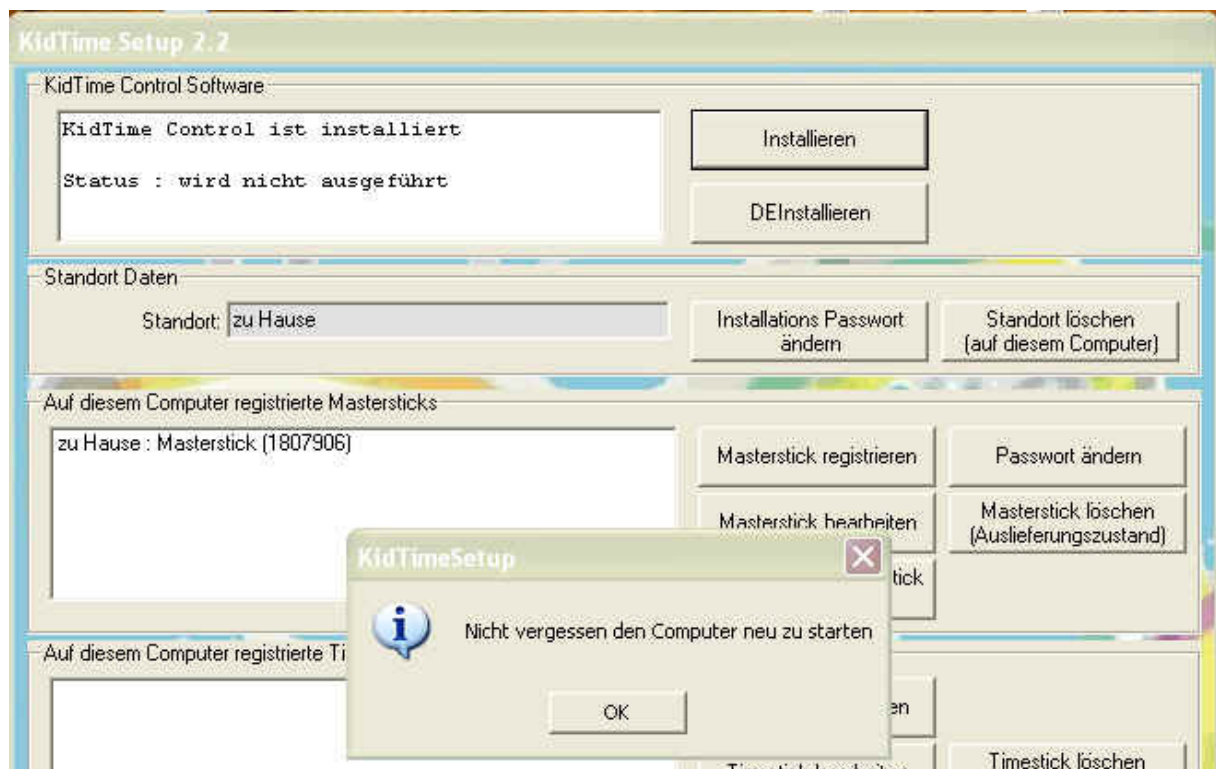 KidTime Setup 2.2
KidTime Control Software
KidTime Control ist installiert
Status : wird nicht ausgeführt
Installieren
DEInstallieren
Standort Daten
Standort: zu Hause
Installations Passwort
ändern
Standort löschen
(auf diesem Computer)
Auf diesem Computer registrierte Mastersticks
zu Hause : Masterstick (1807906)
Masterstick registrieren
Passwort ändern
Masterstick bearbeiten
Masterstick löschen
(Auslieferungszustand)
tick
KidTimeSetup
Nicht vergessen den Computer neu zu starten
OK
Auf diesem Computer registrierte Ti
en
Timestick löschen